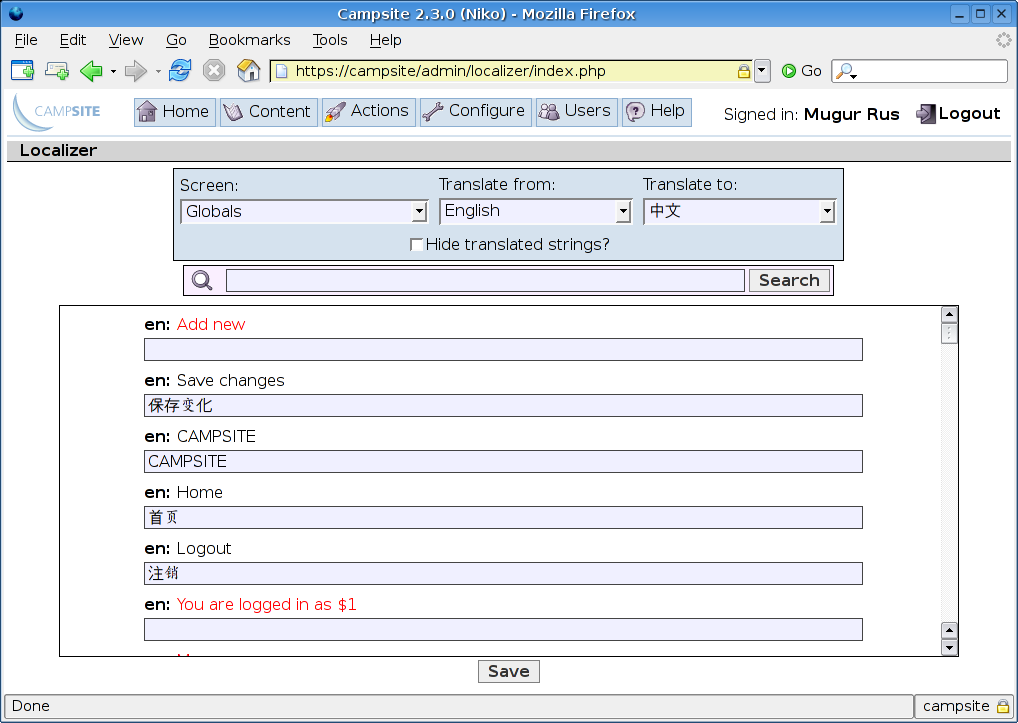 Campsite 2.3.0 (Niko) - Mozilla Firefox
File Edit View Go Bookmarks Tools Help
https://campsite/admin/localizer/index.php Go
CAMPSITE Home Content Actions Configure Users Help Signed in: Mugur Rus Logout
Localizer
Screen: Translate from: Translate to:
Globals English 中文
Hide translated strings?
Search
en: Add new
en: Save changes
保存变化
en: CAMPSITE
CAMPSITE
en: Home
首页
en: Logout
注销
en: You are logged in as $1
Save
Done campsite